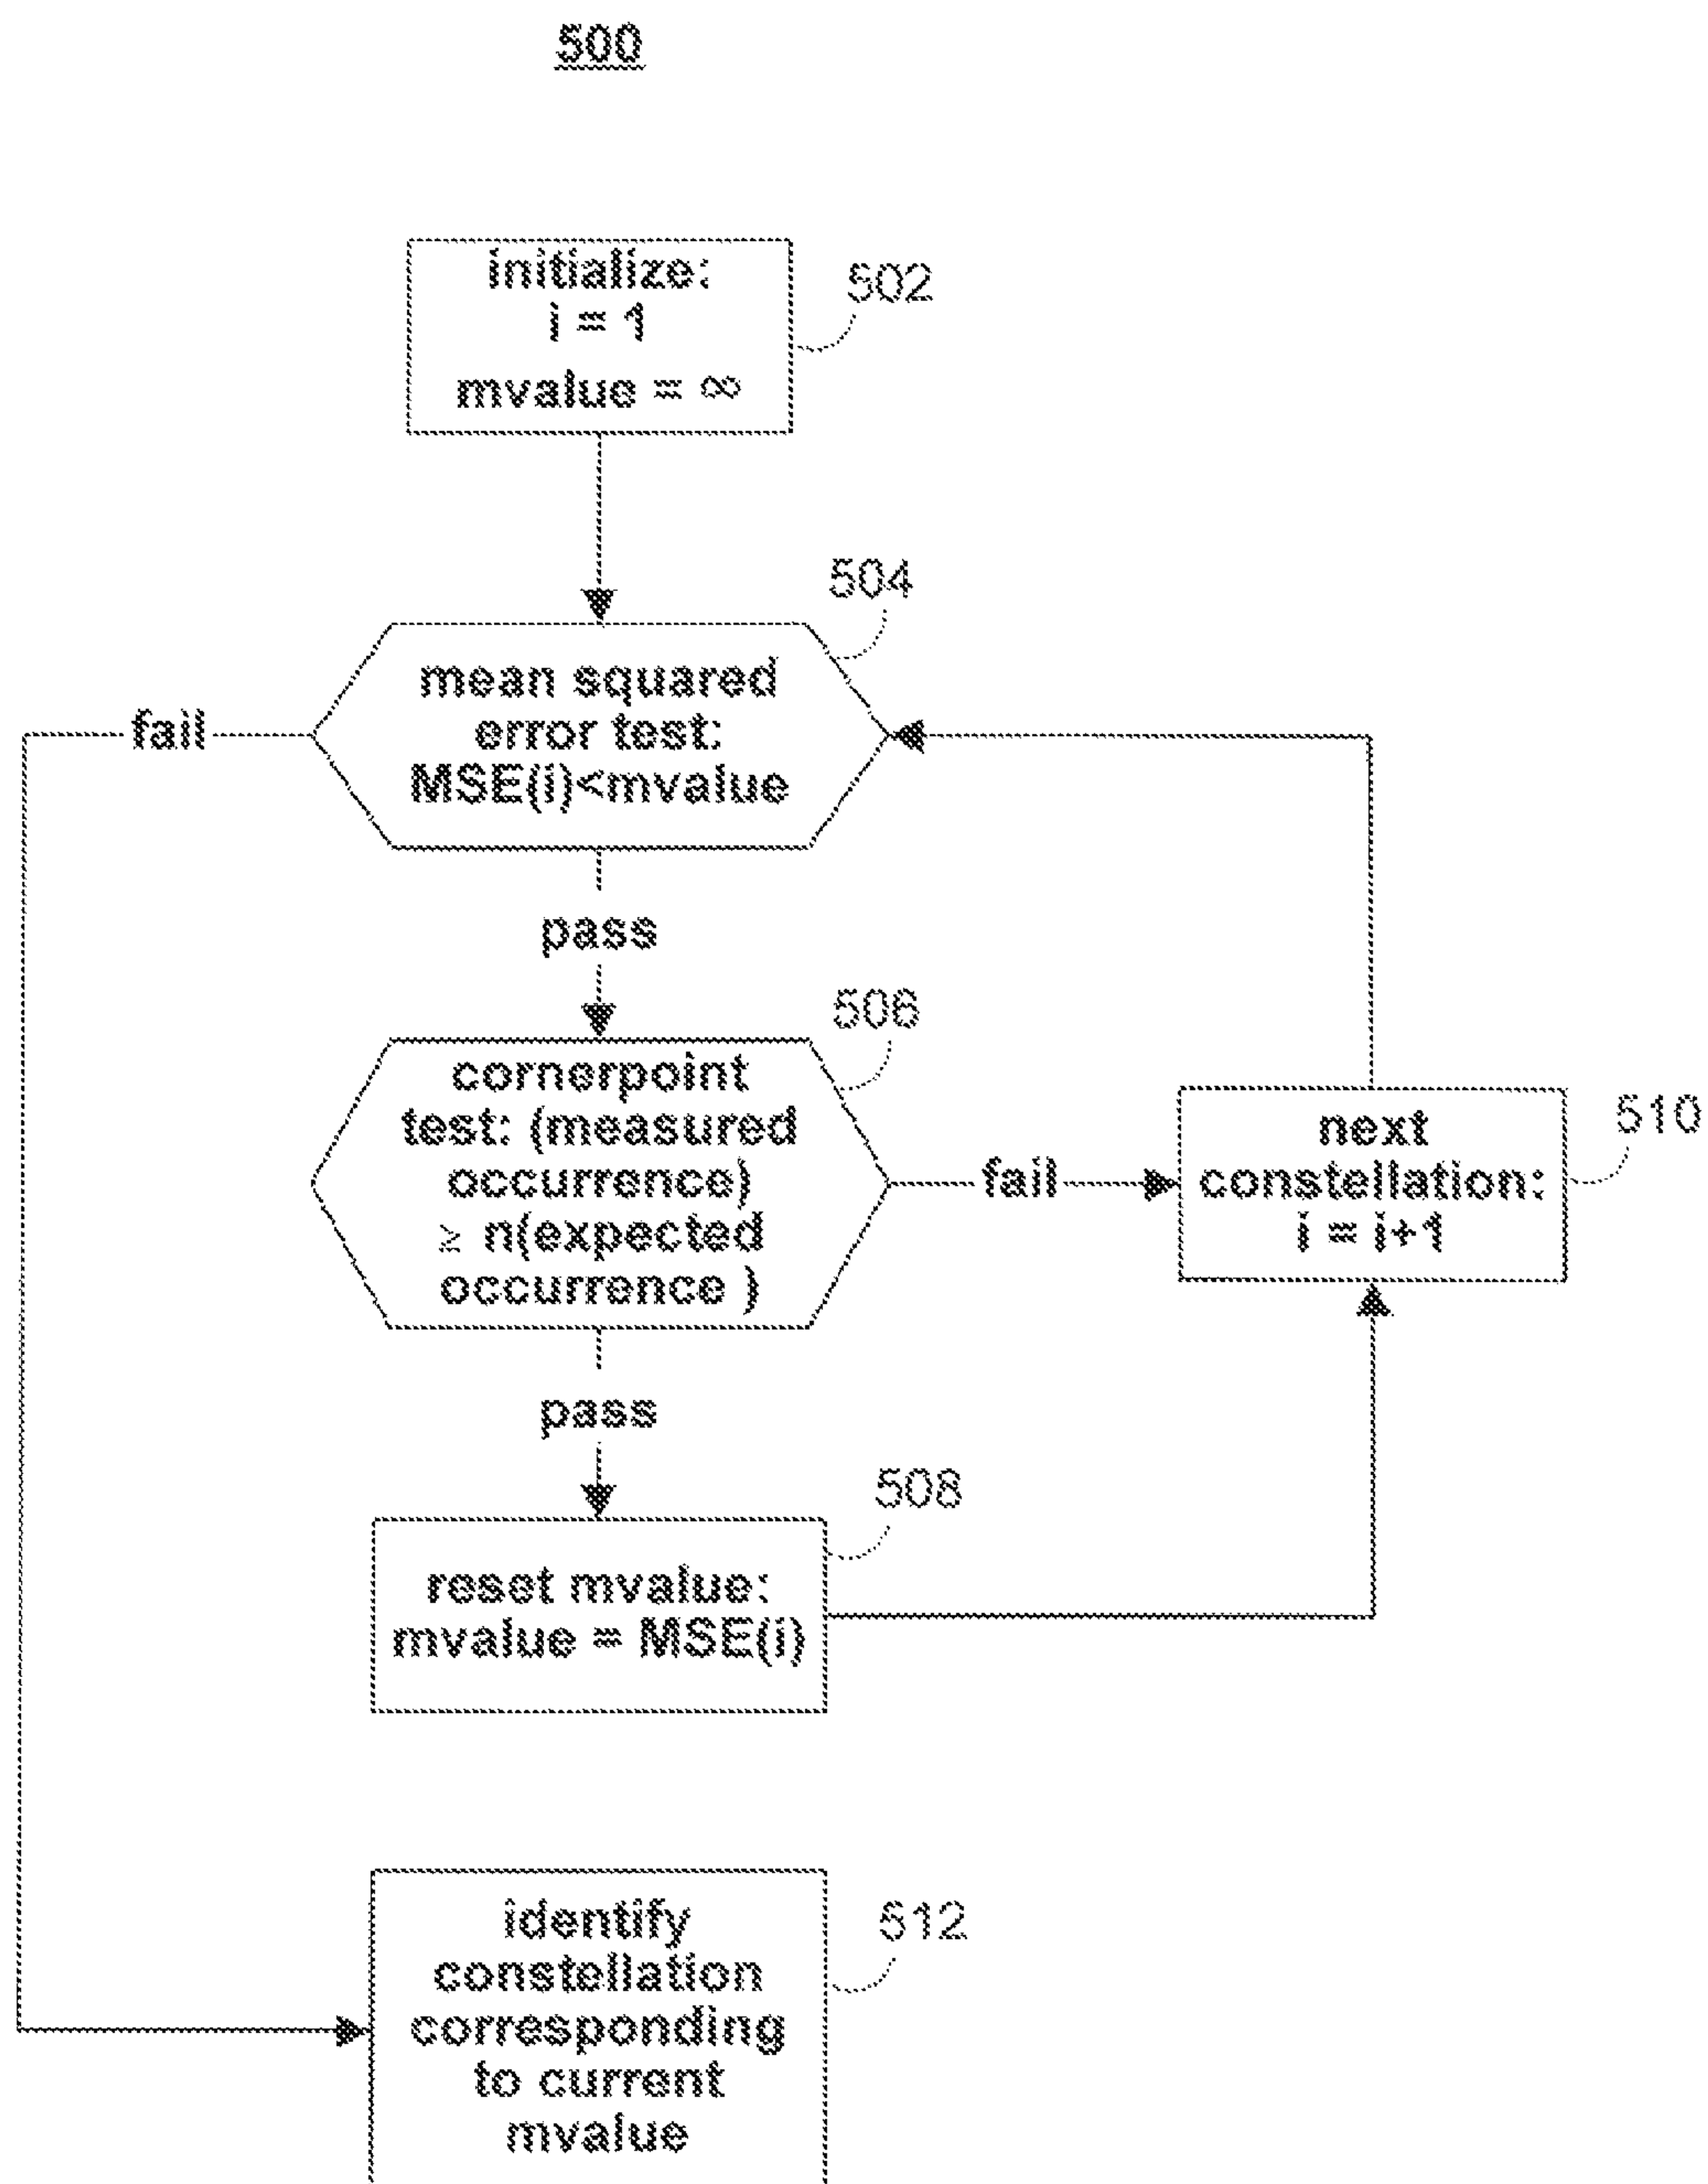 500
initialize:
i = 1
mvalue = ∞
502
504
mean squared
error test:
MSE(i)<mvalue
fail
pass
506
cornerpoint
test: (measured
occurrence)
≥ n(expected
occurrence )
fail
next
constellation:
i = i+1
510
pass
508
reset mvalue:
mvalue = MSE(i)
identify
constellation
corresponding
to current
mvalue
512